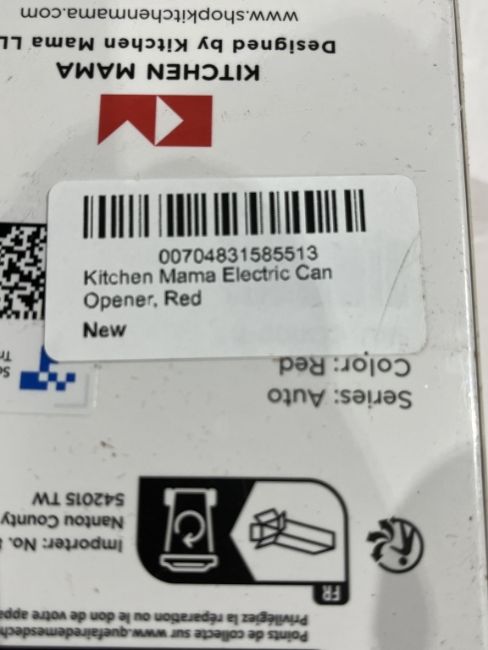 00704831585513
Kitchen Mama Electric Can
Opener, Red
New
Points de collecte sur www.quefairedemesdech
Privilégiez la réparation ou le don de votre appa
FR
Importer: No.
Nantou County
542015 TW
Series: Auto
Color: Red
KITCHEN MAMA
Designed by Kitchen Mama LL
www.shopkitchenmama.com